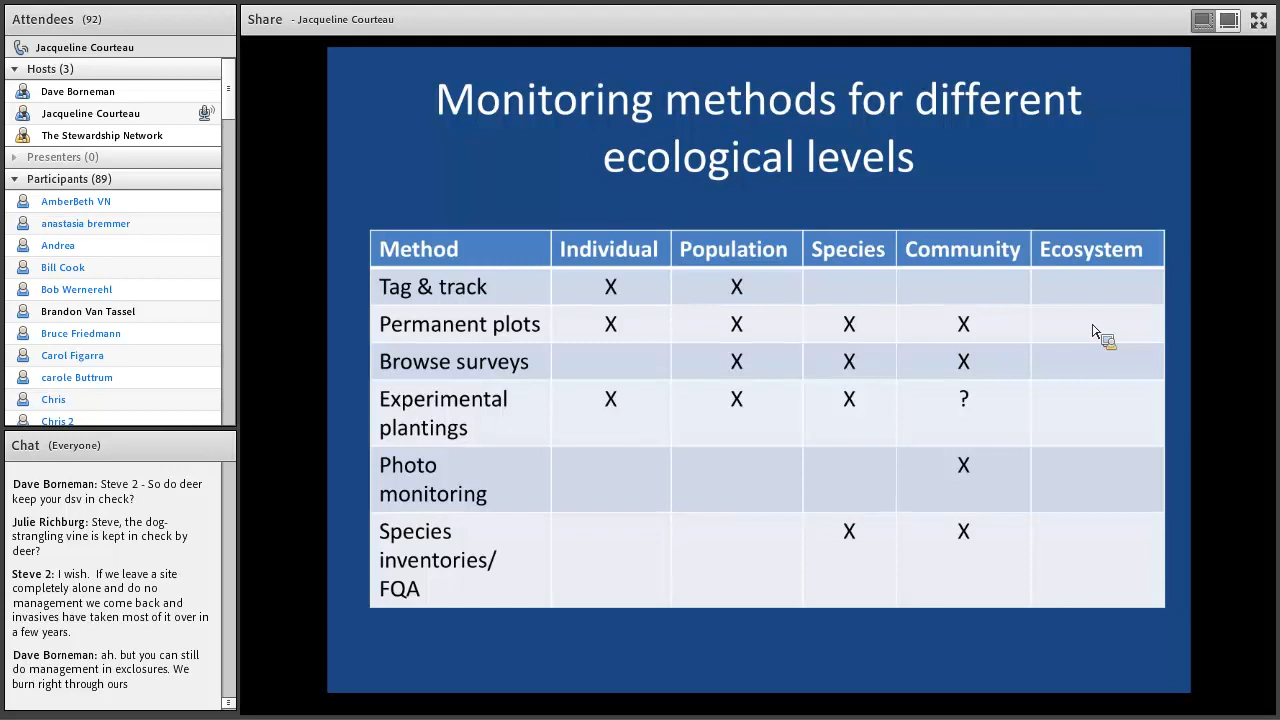 Attendees (92)
Jacqueline Courteau
Hosts (3)
Dave Borneman
Jacqueline Courteau
The Stewardship Network
Presenters (0)
Participants (89)
AmberBeth VN
anastasia bremmer
Andrea
Bill Cook
Bob Wernerehl
Brandon Van Tassel
Bruce Friedmann
Carol Figarra
carole Buttrum
Chris
Chris 2
Chat (Everyone)
Dave Borneman: Steve 2 - So do deer
keep your dsv in check?
Julie Richburg: Steve, the dog-
strangling vine is kept in check by
deer?
Steve 2: I wish. If we leave a site
completely alone and do no
management we come back and
invasives have taken most of it over in
a few years.
Dave Borneman: ah. but you can still
do management in exclosures. We
burn right through ours
Share - Jacqueline Courteau
Monitoring methods for different
ecological levels
Method Individual Population Species Community Ecosystem
Tag & track X X
Permanent plots X X X X
Browse surveys X X X
Experimental X X X ?
plantings
Photo X
monitoring
Species X X
inventories/
FQA